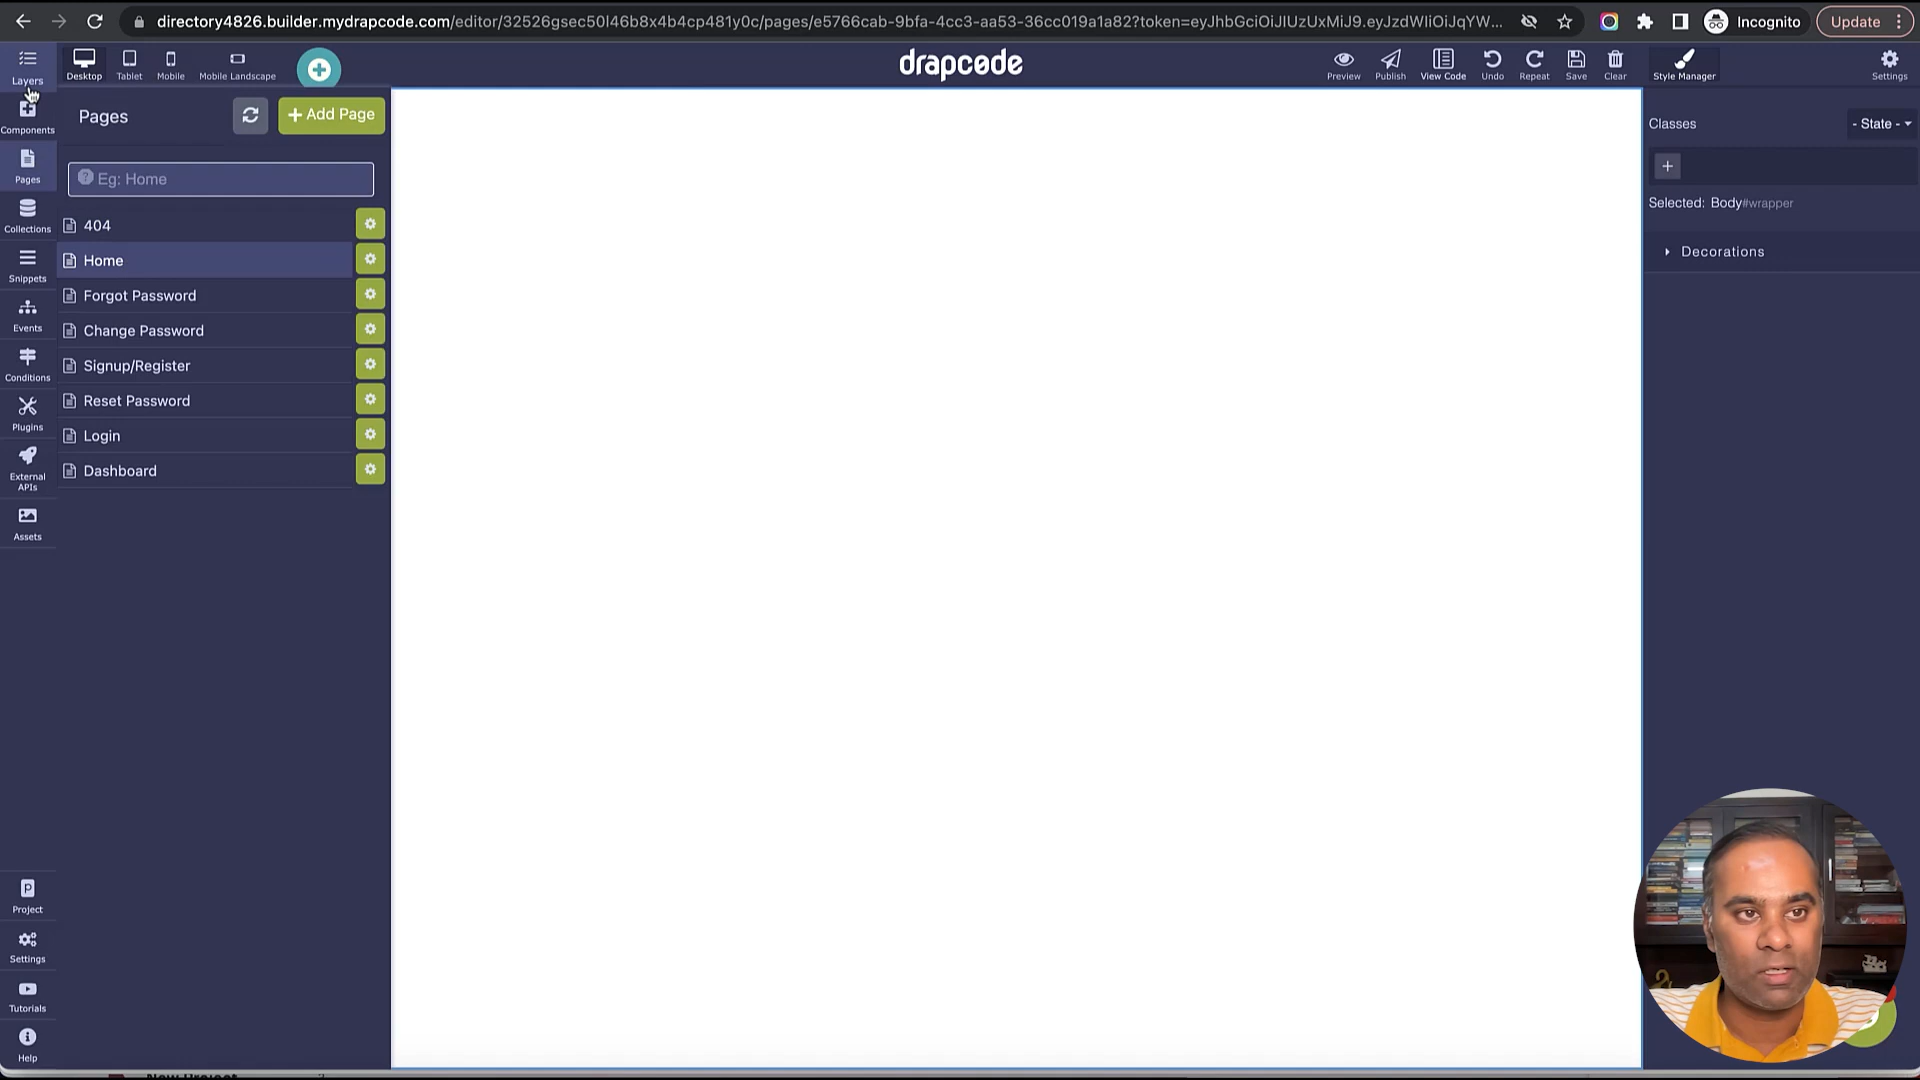 directory4826.builder.mydrapcode.com/editor/32526gsec50l46b8x4b4cp481y0c/pages/e5766cab-9bfa-4cc3-aa53-36cc019a1a82?token=eyJhbGciOiJIUzUxMiJ9.eyJzdWIiOiJqYW...
Incognito
Update
Layers
Desktop
Tablet
Mobile
Mobile Landscape
drapcode
Preview
Publish
View Code
Undo
Repeat
Save
Clear
Style Manager
Settings
Components
Pages
Collections
Snippets
Events
Conditions
Plugins
External
APIs
Assets
Project
Settings
Tutorials
Help
Pages
+ Add Page
Eg: Home
404
Home
Forgot Password
Change Password
Signup/Register
Reset Password
Login
Dashboard
Classes
- State -
+
Selected: Body#wrapper
Decorations
New Project